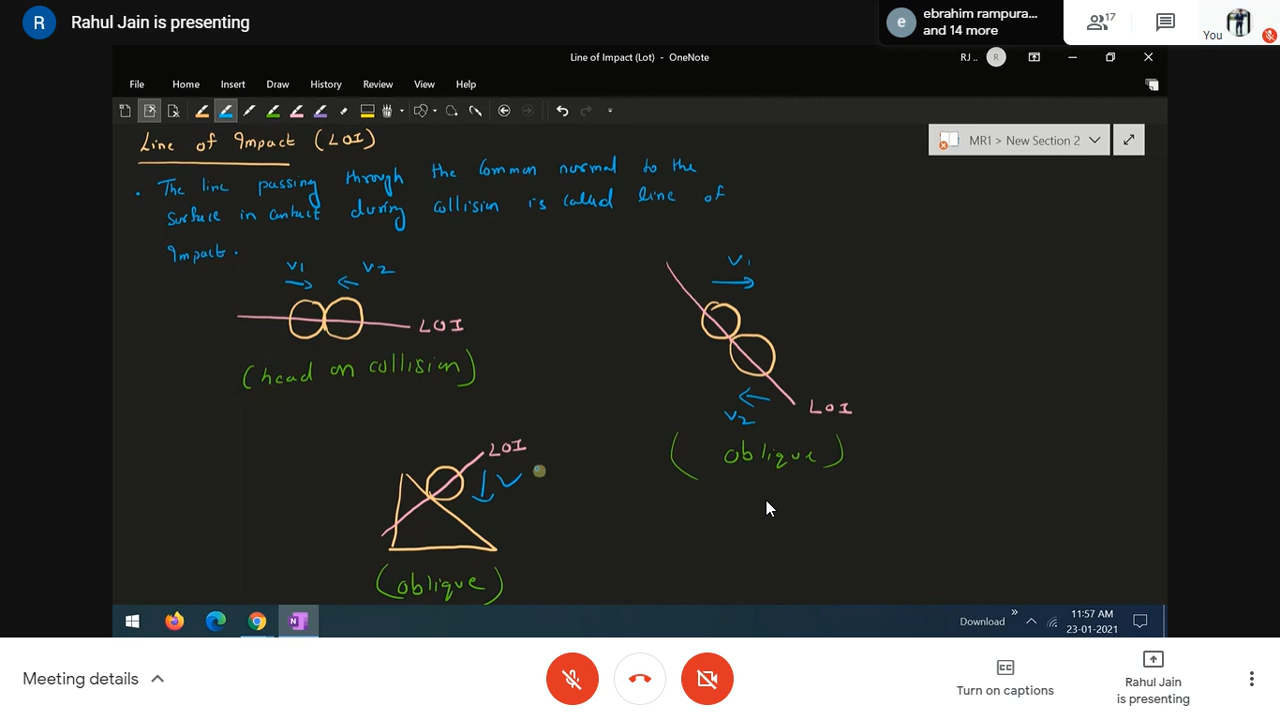 R Rahul Jain is presenting
e ebrahim rampura...
and 14 more
17
You
Line of Impact (LoI) - OneNote
RJ ..
R
File Home Insert Draw History Review View Help
MR1 > New Section 2
Line of Impact (LOI)
. The line passing through the common normal to the
surface in contact during collision is called line of
Impact.
V1 V2
LOI
(head on collision)
V1
LOI
V2
(oblique)
LOI
V
(oblique)
Download
»
11:57 AM
23-01-2021
Meeting details
CC
Turn on captions
Rahul Jain
is presenting